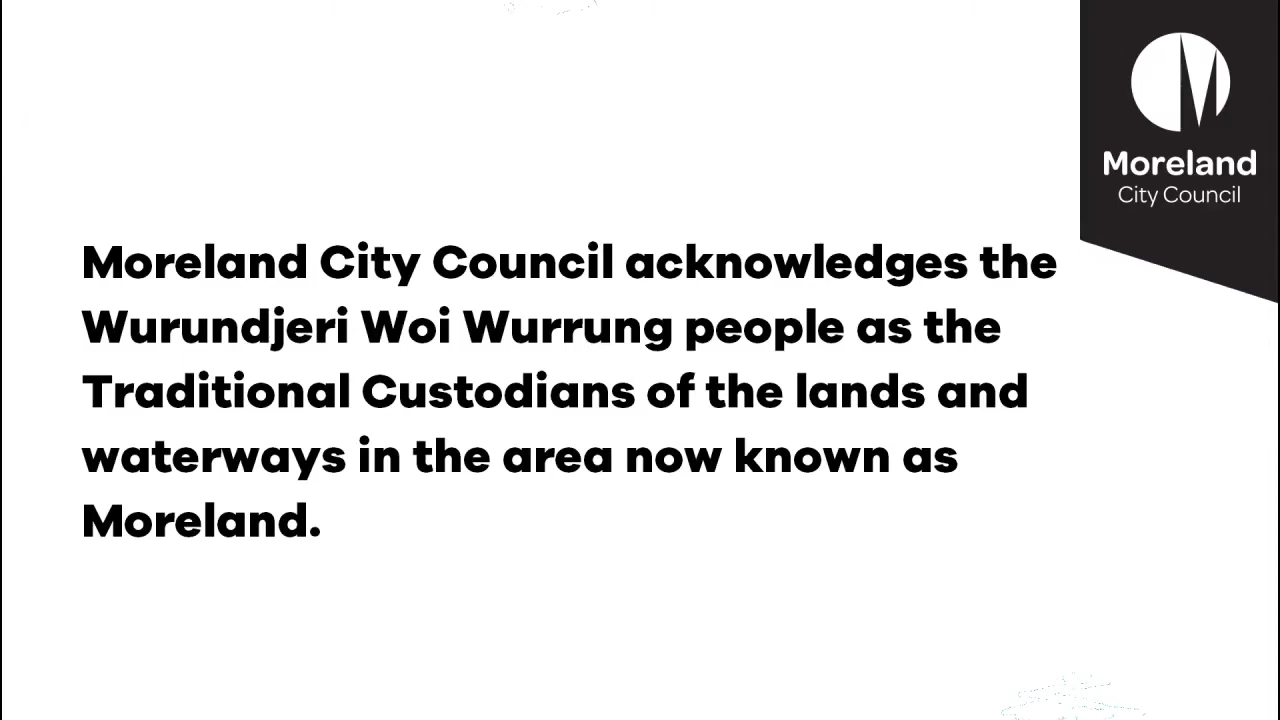 Moreland
City Council
Moreland City Council acknowledges the
Wurundjeri Woi Wurrung people as the
Traditional Custodians of the lands and
waterways in the area now known as
Moreland.